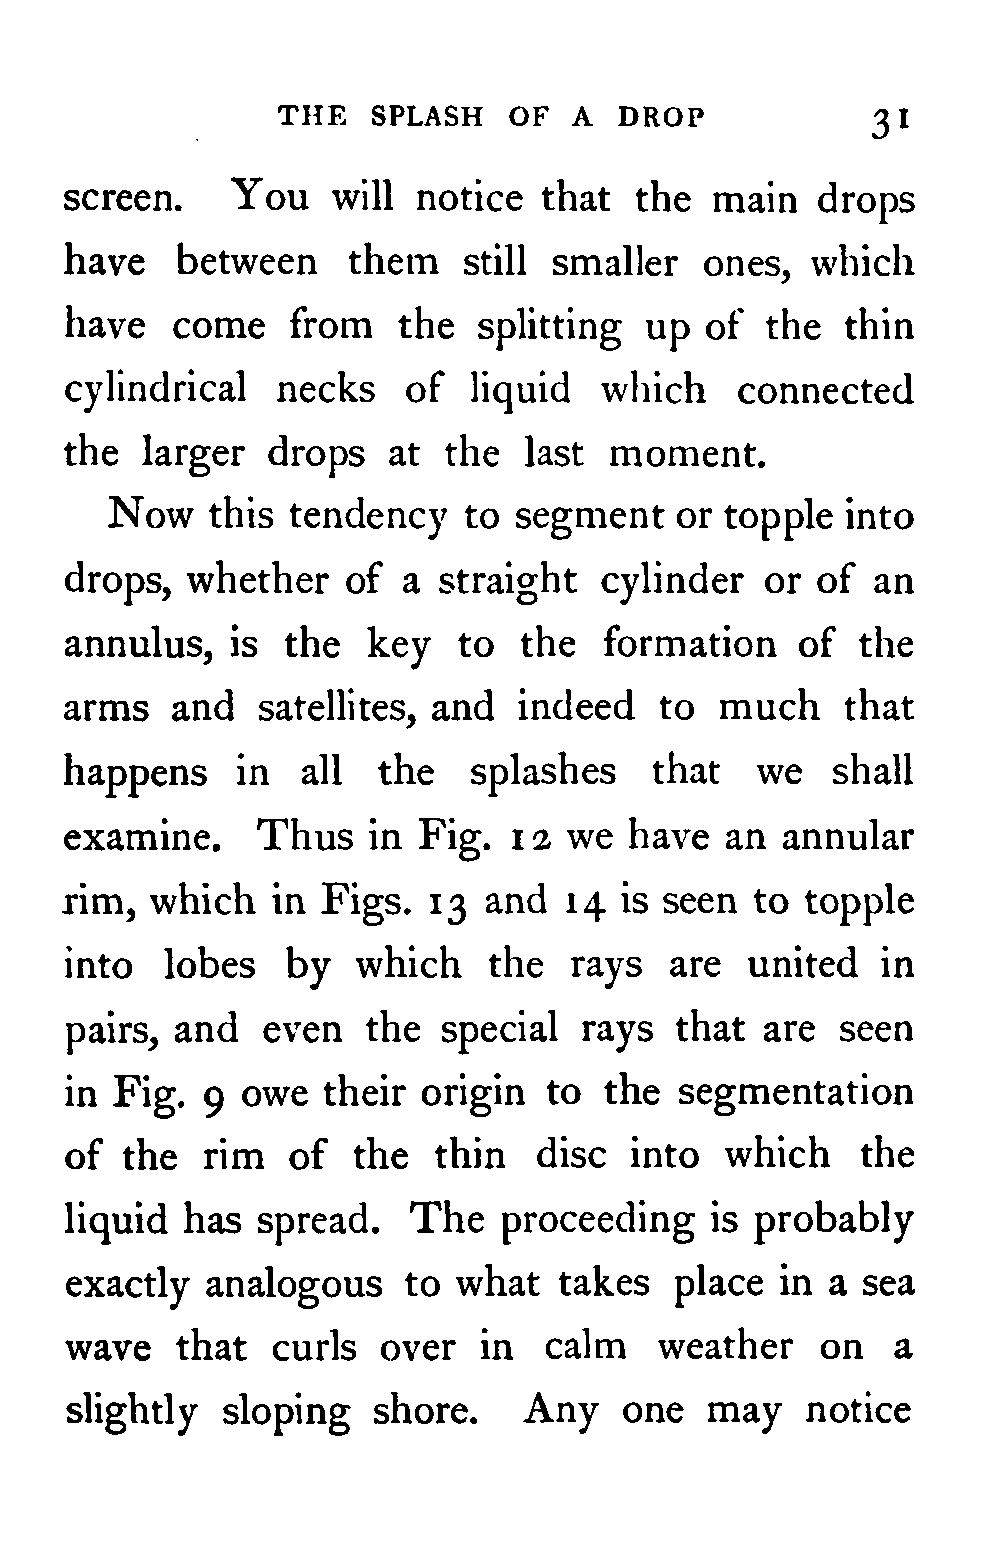 THE SPLASH OF A DROP 31
screen. You will notice that the main drops
have between them still smaller ones, which
have come from the splitting up of the thin
cylindrical necks of liquid which connected
the larger drops at the last moment.
Now this tendency to segment or topple into
drops, whether of a straight cylinder or of an
annulus, is the key to the formation of the
arms and satellites, and indeed to much that
happens in all the splashes that we shall
examine. Thus in Fig. 12 we have an annular
rim, which in Figs. 13 and 14 is seen to topple
into lobes by which the rays are united in
pairs, and even the special rays that are seen
in Fig. 9 owe their origin to the segmentation
of the rim of the thin disc into which the
liquid has spread. The proceeding is probably
exactly analogous to what takes place in a sea
wave that curls over in calm weather on a
slightly sloping shore. Any one may notice